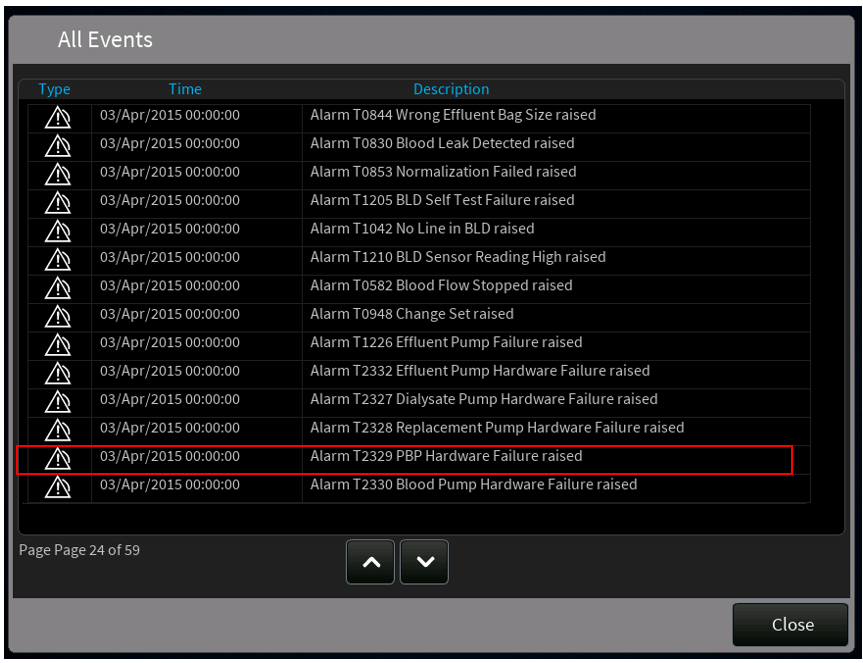 All Events
Type Time Description
03/Apr/2015 00:00:00 Alarm T0844 Wrong Effluent Bag Size raised
03/Apr/2015 00:00:00 Alarm T0830 Blood Leak Detected raised
03/Apr/2015 00:00:00 Alarm T0853 Normalization Failed raised
03/Apr/2015 00:00:00 Alarm T1205 BLD Self Test Failure raised
03/Apr/2015 00:00:00 Alarm T1042 No Line in BLD raised
03/Apr/2015 00:00:00 Alarm T1210 BLD Sensor Reading High raised
03/Apr/2015 00:00:00 Alarm T0582 Blood Flow Stopped raised
03/Apr/2015 00:00:00 Alarm T0948 Change Set raised
03/Apr/2015 00:00:00 Alarm T1226 Effluent Pump Failure raised
03/Apr/2015 00:00:00 Alarm T2332 Effluent Pump Hardware Failure raised
03/Apr/2015 00:00:00 Alarm T2327 Dialysate Pump Hardware Failure raised
03/Apr/2015 00:00:00 Alarm T2328 Replacement Pump Hardware Failure raised
03/Apr/2015 00:00:00 Alarm T2329 PBP Hardware Failure raised
03/Apr/2015 00:00:00 Alarm T2330 Blood Pump Hardware Failure raised
Page Page 24 of 59
Close